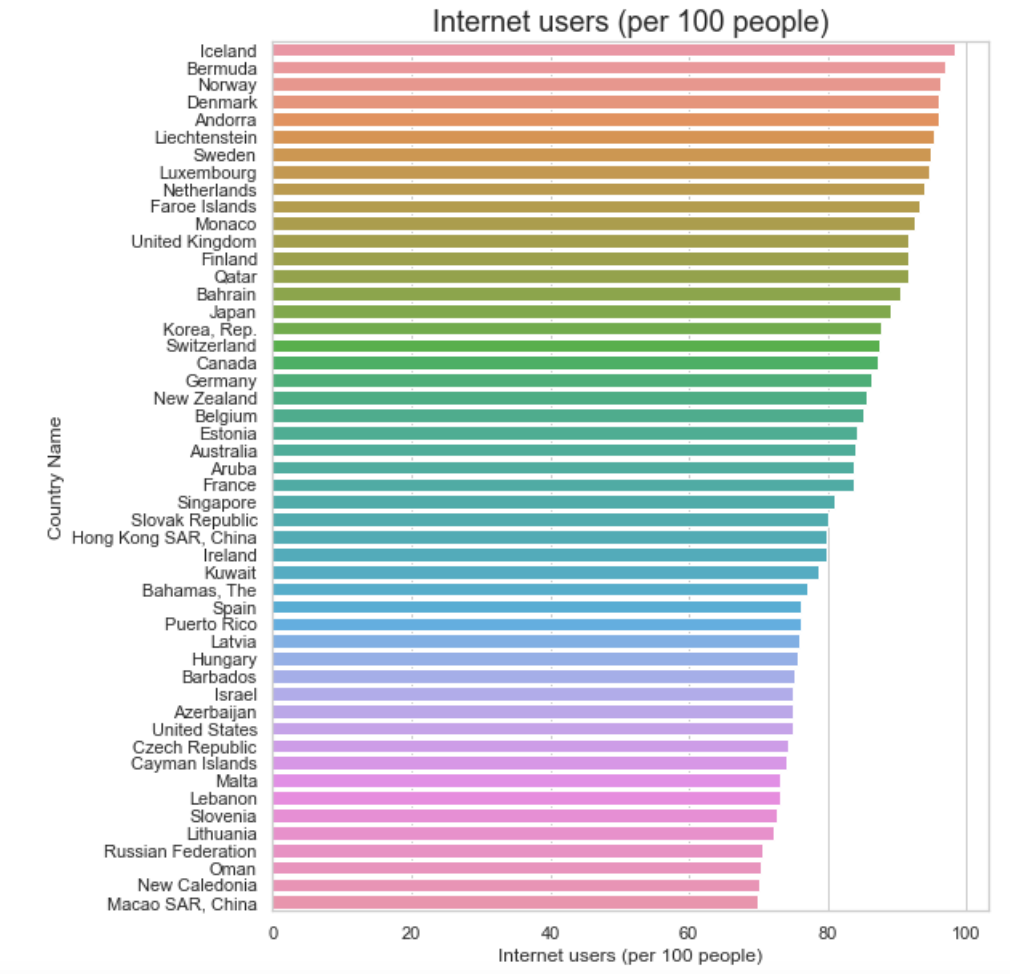 Internet users (per 100 people)
Iceland
Bermuda
Norway
Denmark
Andorra
Liechtenstein
Sweden
Luxembourg
Netherlands
Faroe Islands
Monaco
United Kingdom
Finland
Qatar
Bahrain
Japan
Korea, Rep.
Switzerland
Canada
Germany
New Zealand
Belgium
Estonia
Australia
Aruba
France
Singapore
Slovak Republic
Hong Kong SAR, China
Ireland
Kuwait
Bahamas, The
Spain
Puerto Rico
Latvia
Hungary
Barbados
Israel
Azerbaijan
United States
Czech Republic
Cayman Islands
Malta
Lebanon
Slovenia
Lithuania
Russian Federation
Oman
New Caledonia
Macao SAR, China
Country Name
0 20 40 60 80 100
Internet users (per 100 people)